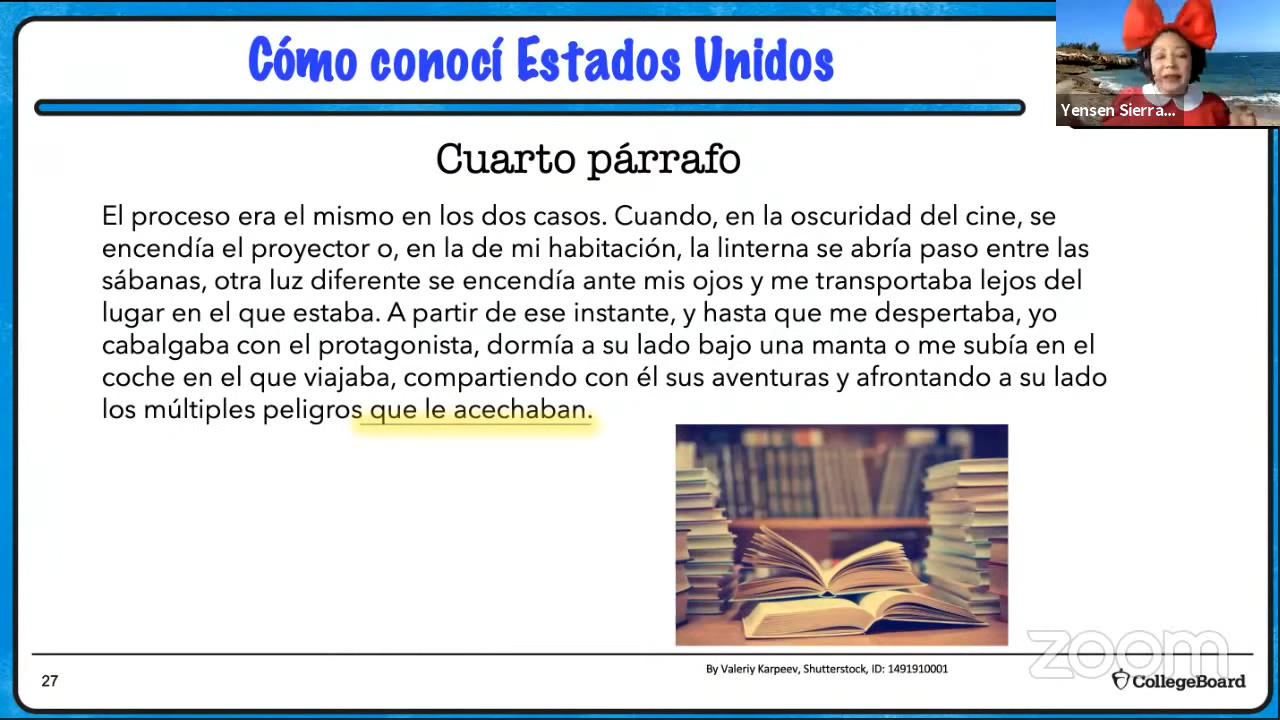 Cómo conocí Estados Unidos
Yensen Sierra...
Cuarto párrafo
El proceso era el mismo en los dos casos. Cuando, en la oscuridad del cine, se
encendía el proyector o, en la de mi habitación, la linterna se abría paso entre las
sábanas, otra luz diferente se encendía ante mis ojos y me transportaba lejos del
lugar en el que estaba. A partir de ese instante, y hasta que me despertaba, yo
cabalgaba con el protagonista, dormía a su lado bajo una manta o me subía en el
coche en el que viajaba, compartiendo con él sus aventuras y afrontando a su lado
los múltiples peligros que le acechaban.
By Valeriy Karpeev, Shutterstock, ID: 1491910001
zoom
27
CollegeBoard